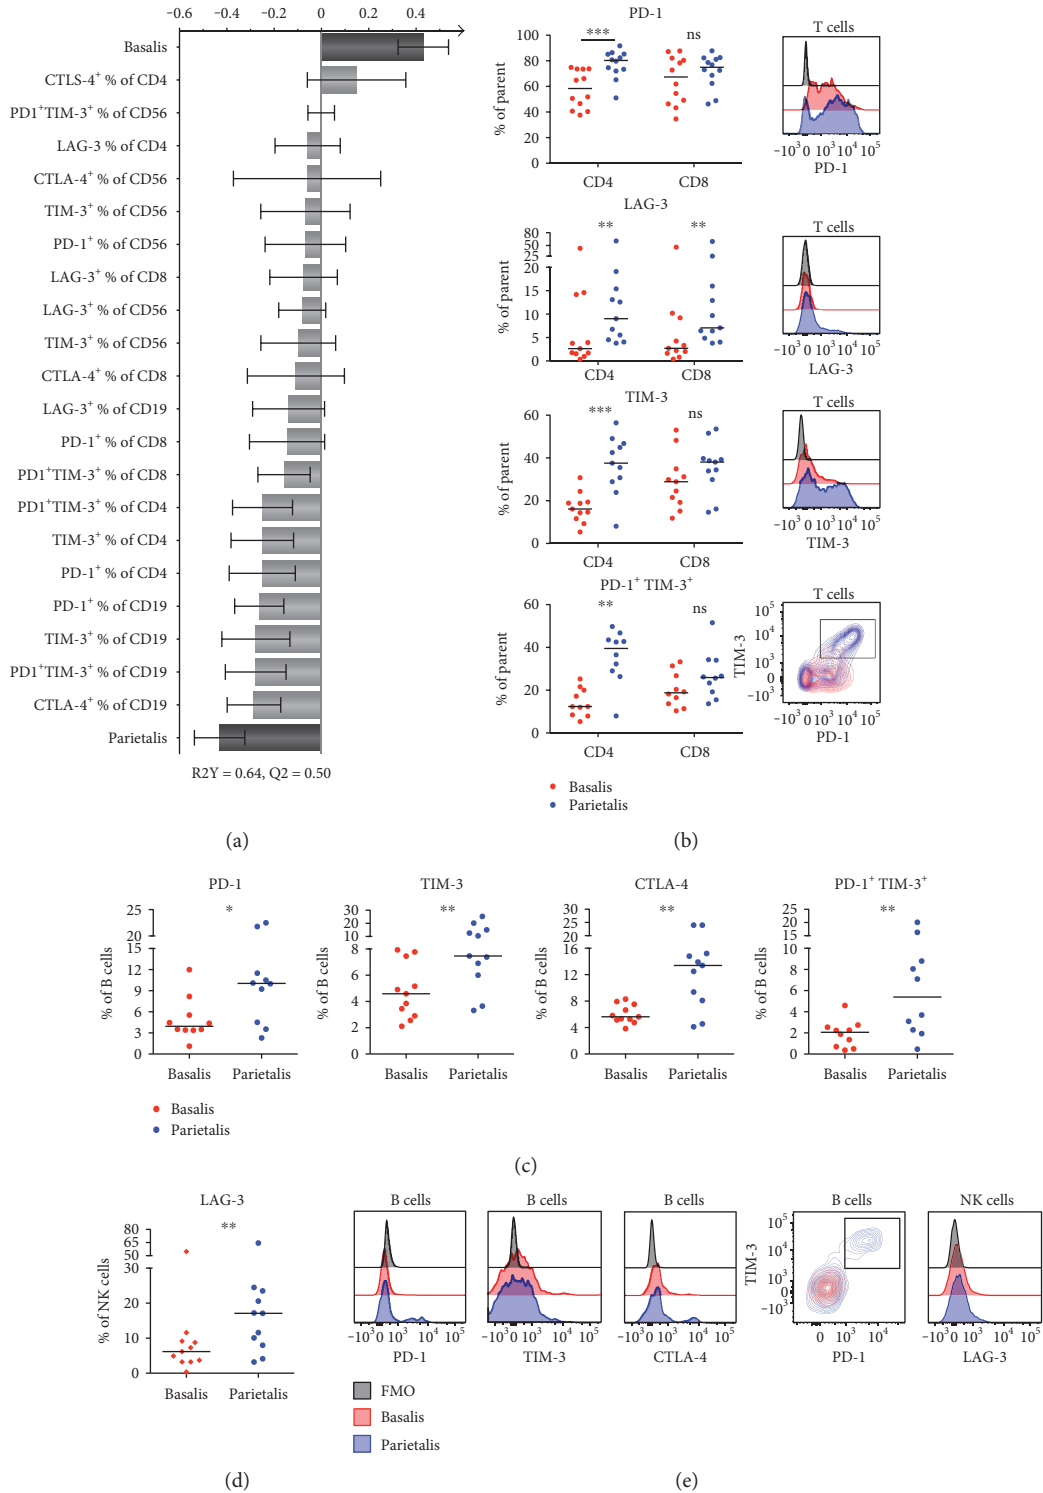 −0.6 −0.4 −0.2 0 0.2 0.4 0.6
Basalis
CTLS-4⁺ % of CD4
PD1⁺TIM-3⁺ % of CD56
LAG-3 % of CD4
CTLA-4⁺ % of CD56
TIM-3⁺ % of CD56
PD-1⁺ % of CD56
LAG-3⁺ % of CD8
LAG-3⁺ % of CD56
TIM-3⁺ % of CD56
CTLA-4⁺ % of CD8
LAG-3⁺ % of CD19
PD-1⁺ % of CD8
PD1⁺TIM-3⁺ % of CD8
PD1⁺TIM-3⁺ % of CD4
TIM-3⁺ % of CD4
PD-1⁺ % of CD4
PD-1⁺ % of CD19
TIM-3⁺ % of CD19
PD1⁺TIM-3⁺ % of CD19
CTLA-4⁺ % of CD19
Parietalis
R2Y = 0.64, Q2 = 0.50
(a)
PD-1
*** ns
% of parent
100
80
60
40
20
0
CD4 CD8
T cells
−10³ 0 10³ 10⁴ 10⁵
PD-1
LAG-3
** **
% of parent
80
50
25
20
15
10
5
0
CD4 CD8
T cells
−10³ 0 10³ 10⁴ 10⁵
LAG-3
TIM-3
*** ns
% of parent
60
40
20
0
CD4 CD8
T cells
−10³ 0 10³ 10⁴ 10⁵
TIM-3
PD-1⁺ TIM-3⁺
** ns
% of parent
60
40
20
0
CD4 CD8
T cells
TIM-3
10⁵
10⁴
10³
0
−10³
−10³ 0 10³ 10⁴ 10⁵
PD-1
Basalis
Parietalis
(b)
PD-1
*
% of B cells
25
20
15
12
9
6
3
0
Basalis Parietalis
TIM-3
**
% of B cells
30
20
10
8
6
4
2
0
Basalis Parietalis
CTLA-4
**
% of B cells
30
25
20
16
12
8
4
0
Basalis Parietalis
PD-1⁺ TIM-3⁺
**
% of B cells
25
20
15
10
8
6
4
2
0
Basalis Parietalis
Basalis
Parietalis
(c)
LAG-3
**
% of NK cells
80
65
50
30
20
10
0
Basalis Parietalis
(d)
B cells
−10³ 0 10³ 10⁴ 10⁵
PD-1
B cells
−10³ 0 10³ 10⁴ 10⁵
TIM-3
B cells
−10³ 0 10³ 10⁴ 10⁵
CTLA-4
B cells
TIM-3
10⁵
10⁴
10³
0
−10³
0 10³ 10⁴
PD-1
NK cells
−10³ 0 10³ 10⁴ 10⁵
LAG-3
FMO
Basalis
Parietalis
(e)